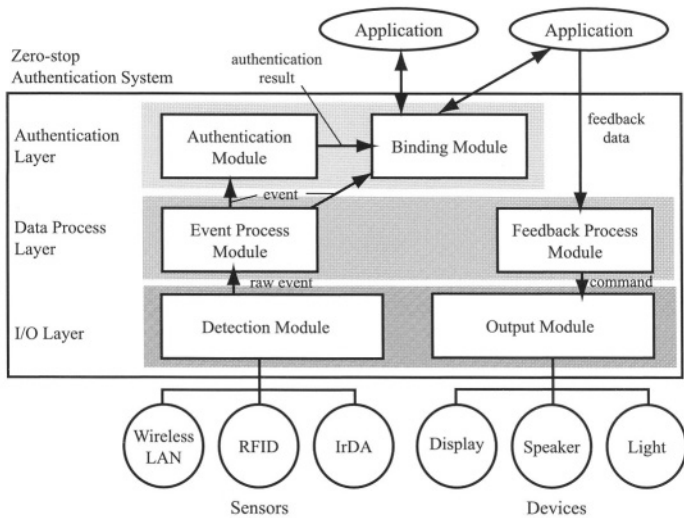 Application
Application
Zero-stop
Authentication System
authentication
result
Authentication
Layer
Authentication
Module
Binding Module
feedback
data
event
Data Process
Layer
Event Process
Module
Feedback Process
Module
raw event
command
I/O Layer
Detection Module
Output Module
Wireless
LAN
RFID
IrDA
Display
Speaker
Light
Sensors
Devices